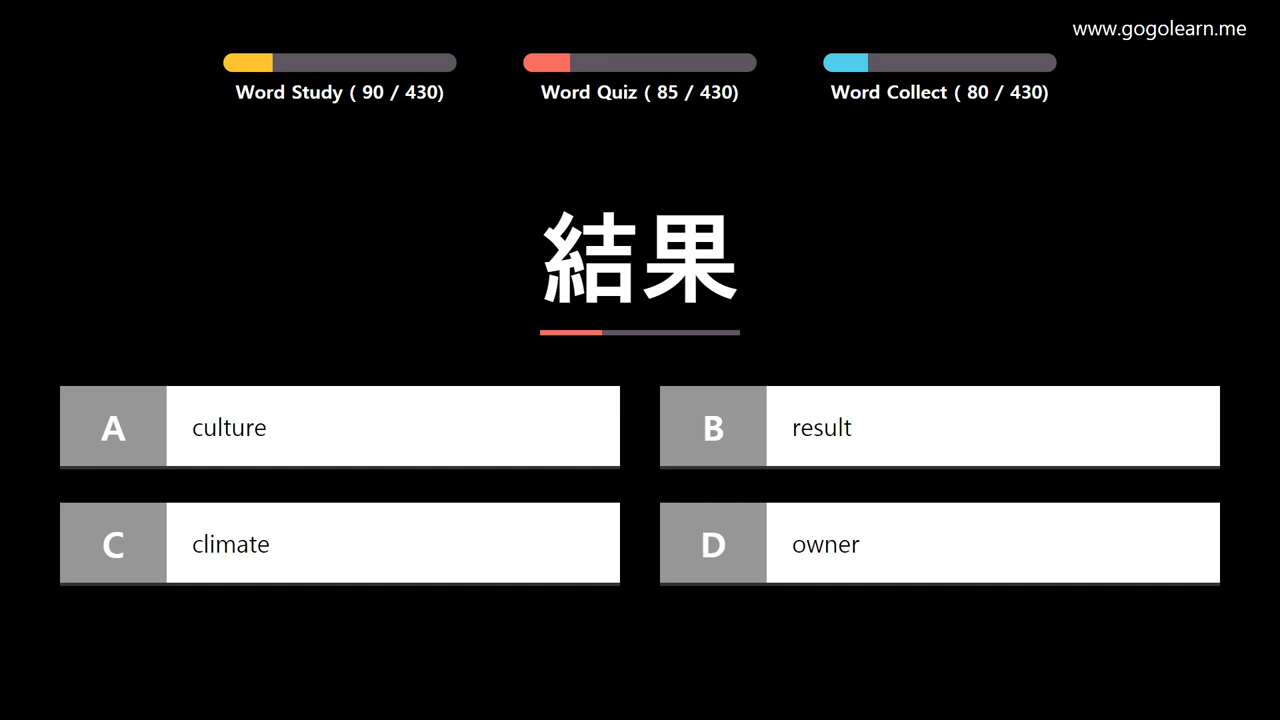 www.gogolearn.me
Word Study ( 90 / 430)
Word Quiz ( 85 / 430)
Word Collect ( 80 / 430)
結果
A culture
B result
C climate
D owner